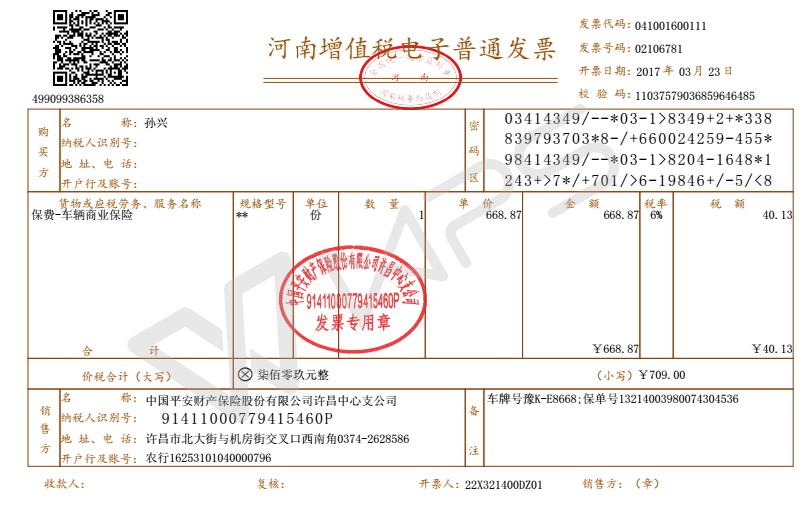 河南增值税电子普通发票
发票代码:041001600111
发票号码:02106781
开票日期:2017年 03月 23日
校 验 码:11037579036859646485
499099386358
河 南
购买方
名 称:孙兴
纳税人识别号:
地 址、电 话:
开户行及账号:
密码区
03414349/--*03-1>8349+2+*338
839793703*8-/+660024259-455*
98414349/--*03-1>8204-1648*1
243+>7*/+701/>6-19846+/-5/<8
货物或应税劳务、服务名称 规格型号 单位 数 量 单 价 金 额 税率 税 额
保费-车辆商业保险 ** 份 1 668.87 668.87 6% 40.13
中国平安财产保险股份有限公司许昌中心支公司
91411000779415460P
发票专用章
合 计 ￥668.87 ￥40.13
价税合计（大写） ⊗ 柒佰零玖元整 （小写）￥709.00
销售方
名 称:中国平安财产保险股份有限公司许昌中心支公司
纳税人识别号: 91411000779415460P
地 址、电 话:许昌市北大街与机房街交叉口西南角0374-2628586
开户行及账号:农行16253101040000796
备注
车牌号豫K-E8668;保单号13214003980074304536
收款人: 复核: 开票人:22X321400DZ01 销售方:（章）